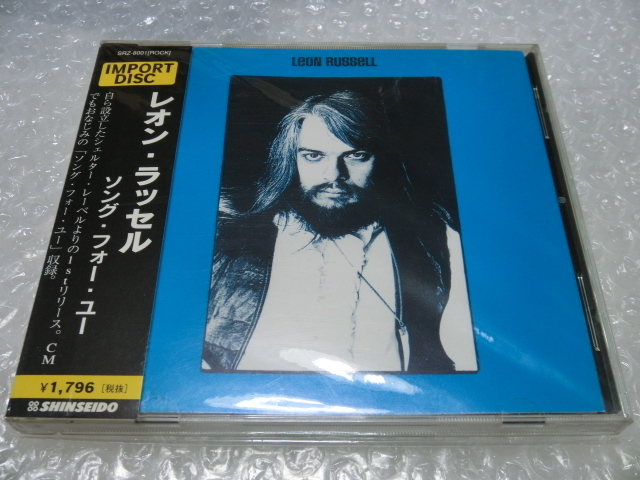 SRZ-8001[ROCK]
IMPORT
DISC
レオン・ラッセル
ソング・フォー・ユー
自ら設立したシェルター・レーベルよりの1stリリース。CM
でもおなじみの「ソング・フォー・ユー」収録。
¥1,796 [税抜]
SHINSEIDO
LEON RUSSELL